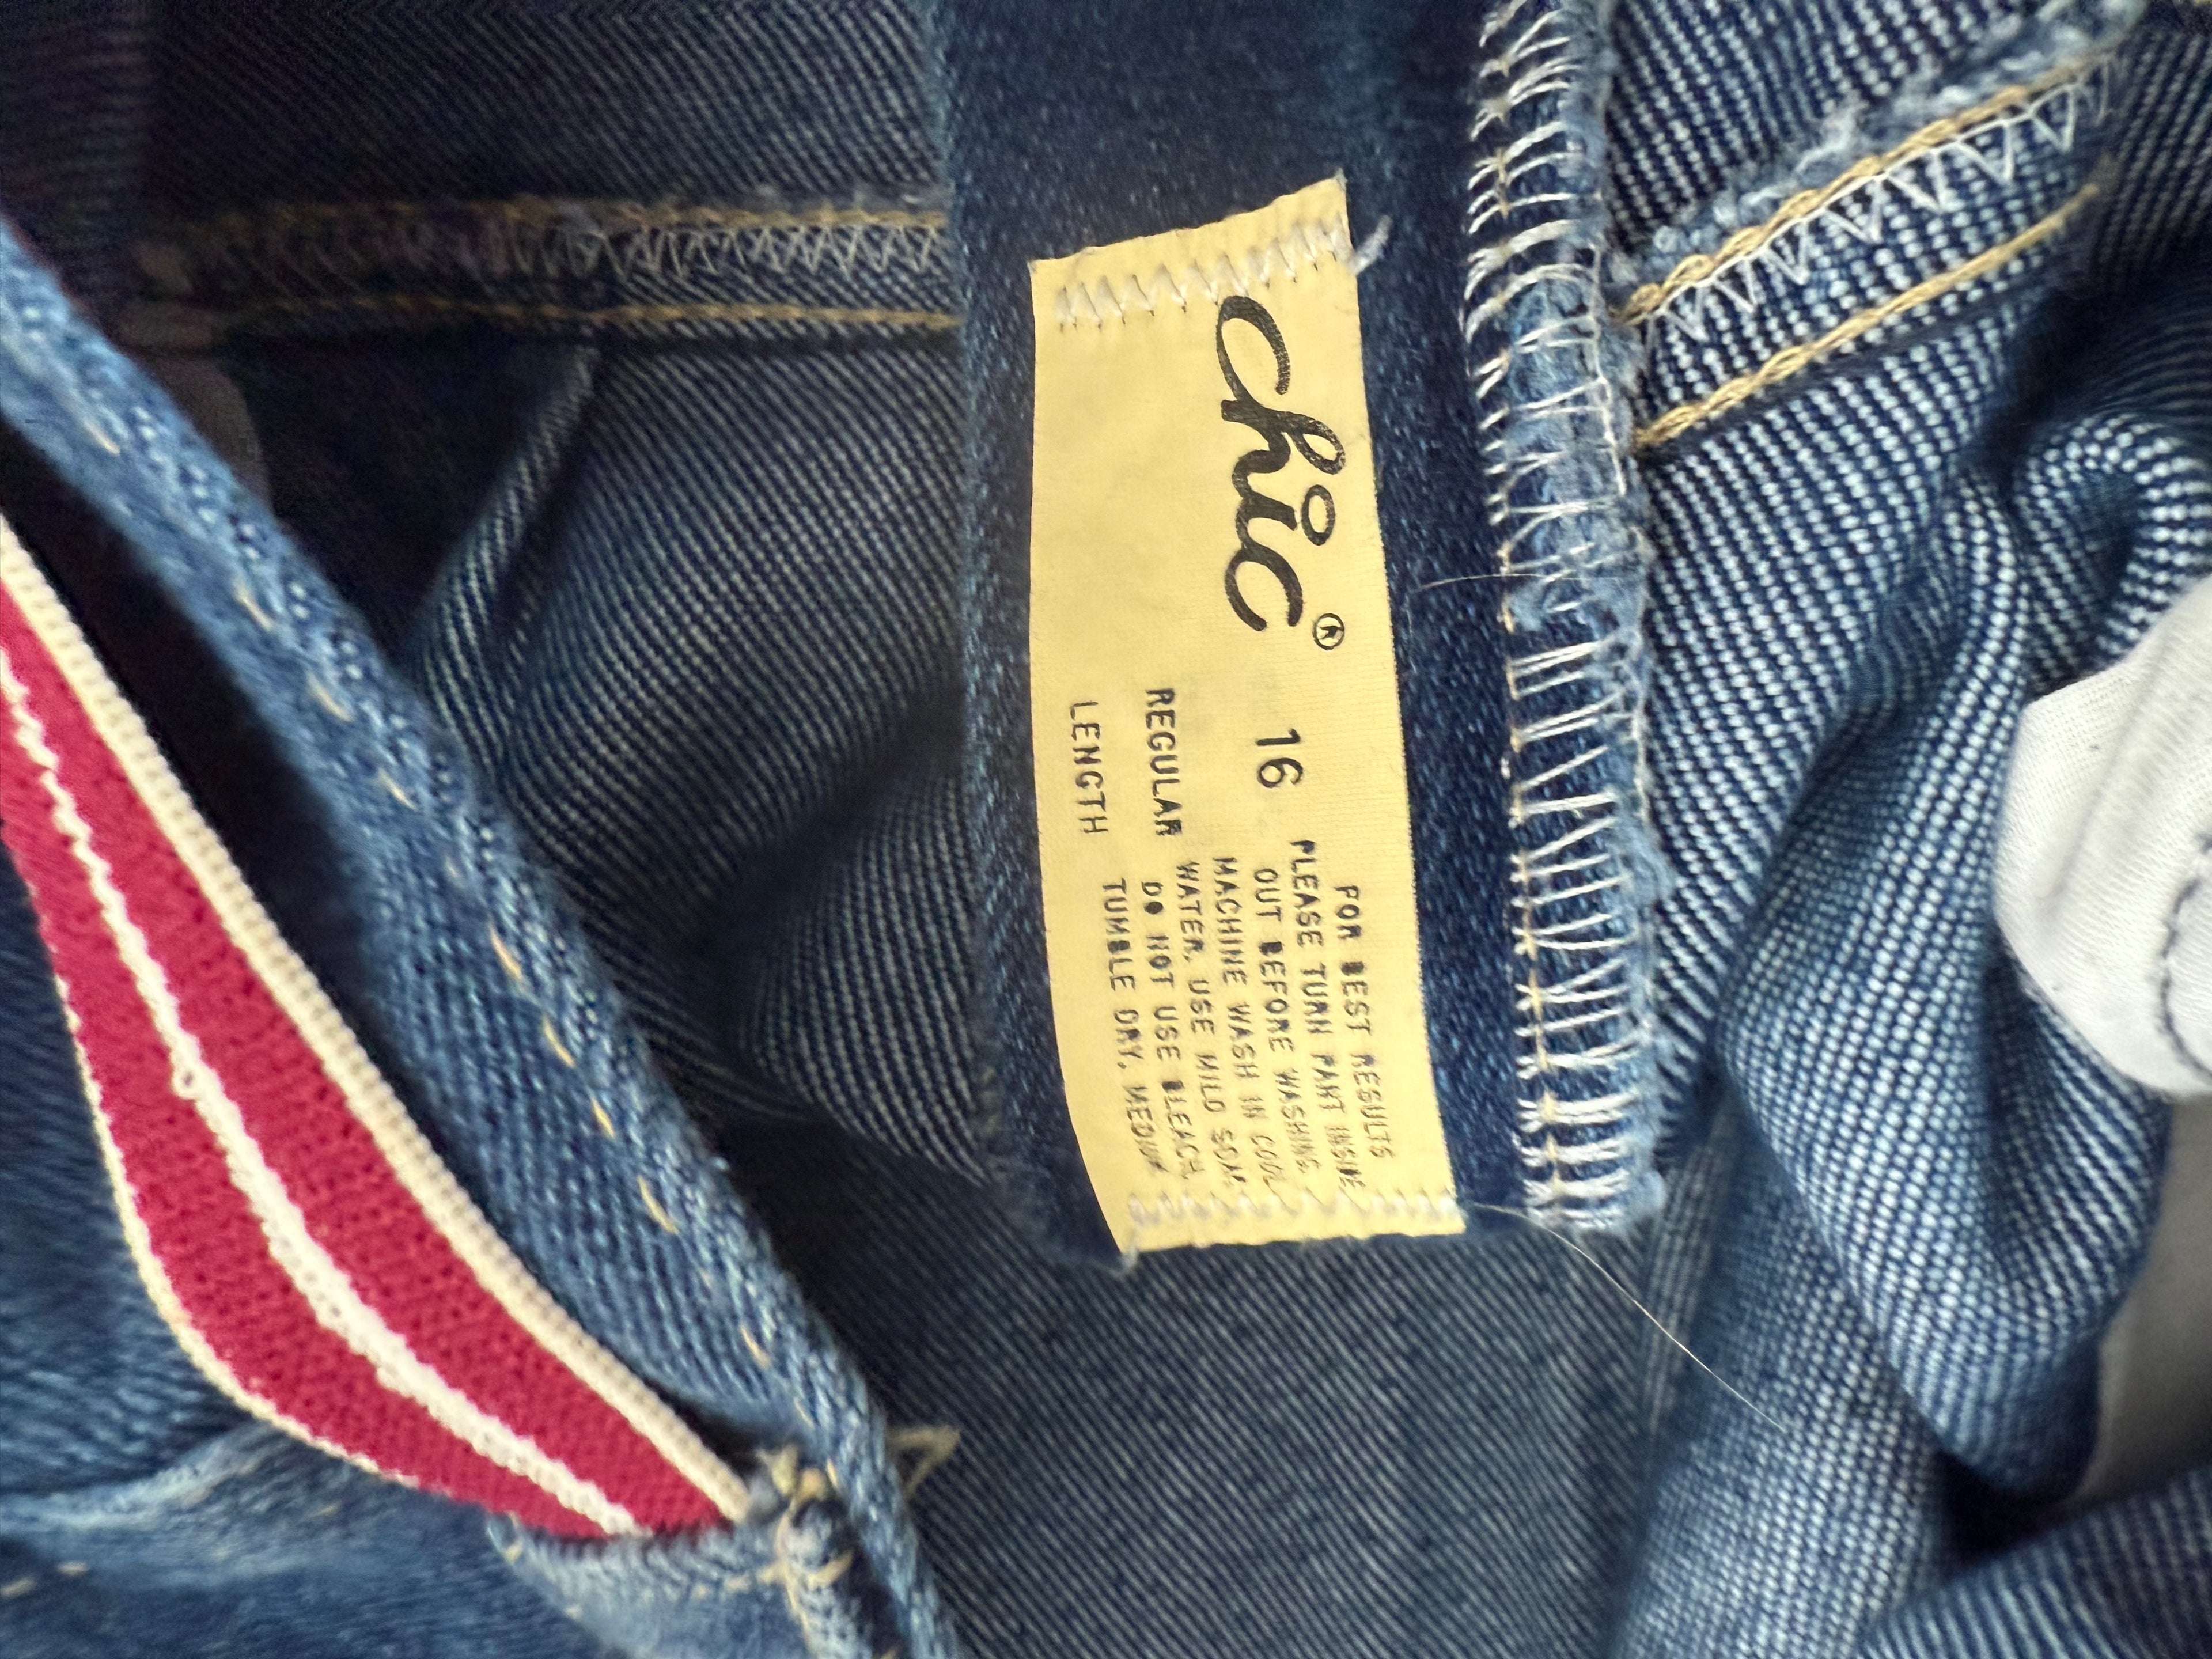 chic®
16
REGULAR
LENGTH
FOR BEST RESULTS
PLEASE TURN PANT INSIDE
OUT BEFORE WASHING.
MACHINE WASH IN COOL
WATER. USE MILD SOAP.
DO NOT USE BLEACH.
TUMBLE DRY, MEDIUM